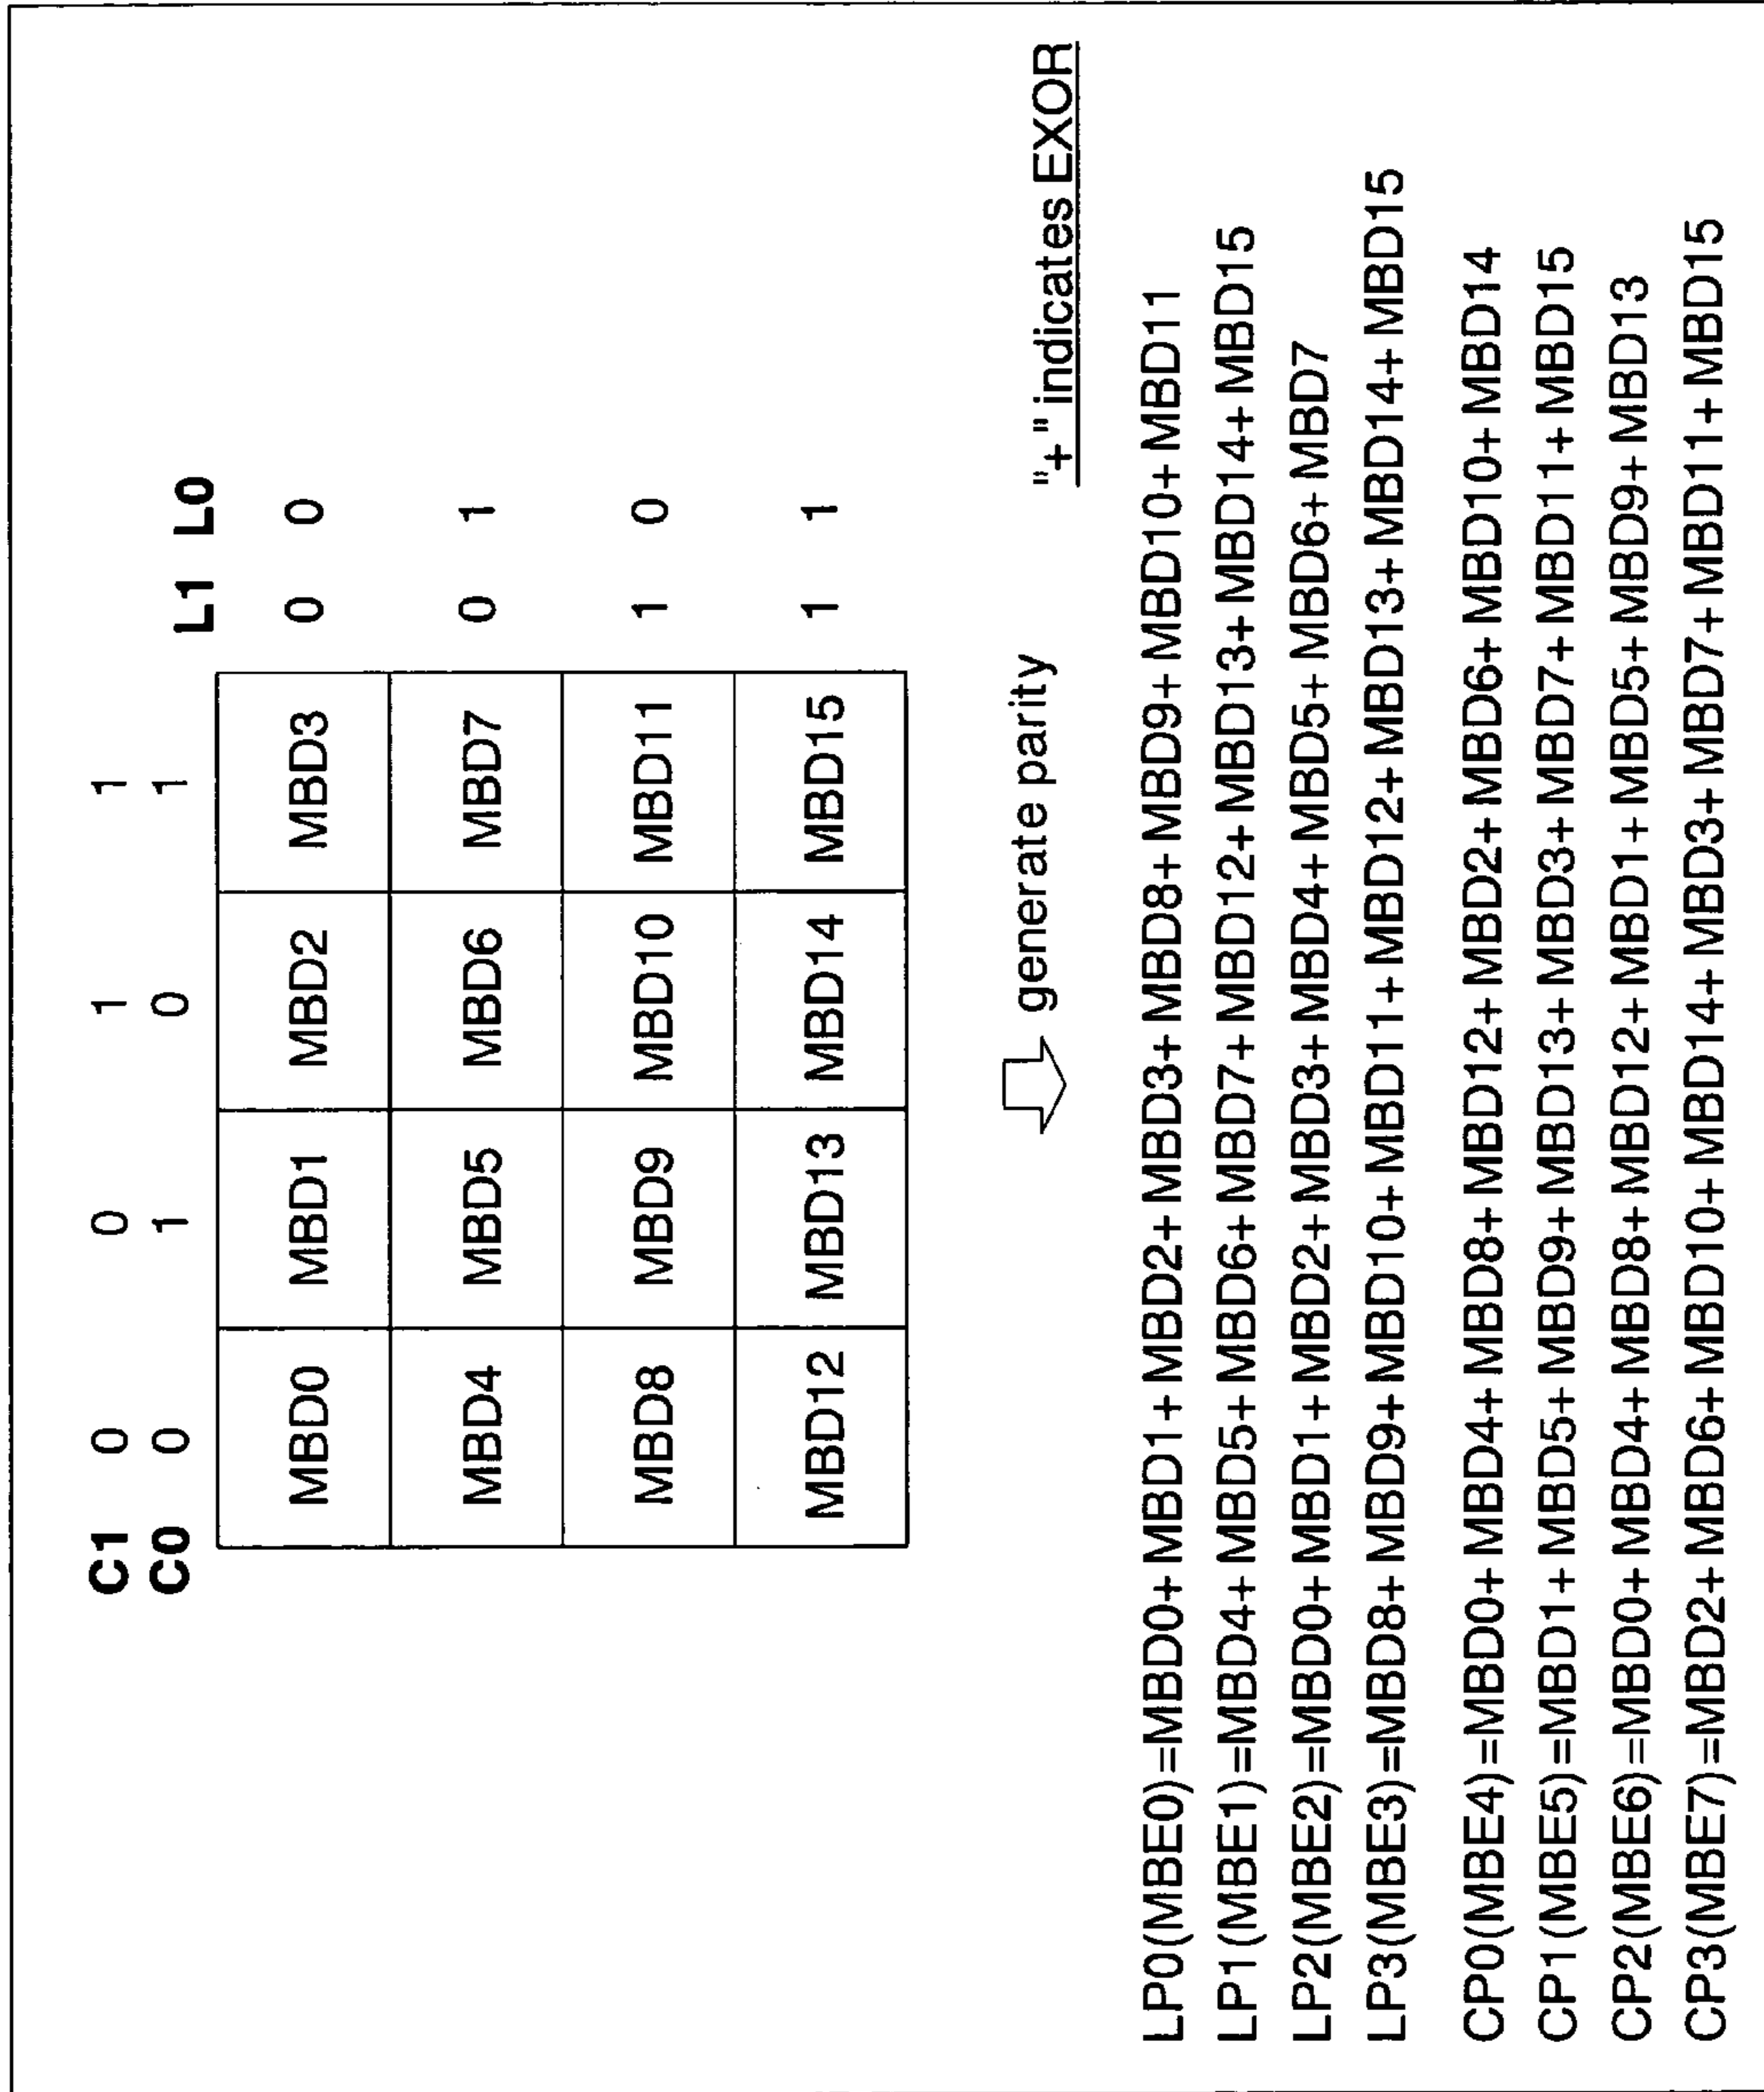 C1 0 0 1 1
C0 0 1 0 1 L1 L0
MBD0 MBD1 MBD2 MBD3 0 0
MBD4 MBD5 MBD6 MBD7 0 1
MBD8 MBD9 MBD10 MBD11 1 0
MBD12 MBD13 MBD14 MBD15 1 1
generate parity "+" indicates EXOR
LP0(MBE0)=MBD0+MBD1+MBD2+MBD3+MBD8+MBD9+MBD10+MBD11
LP1(MBE1)=MBD4+MBD5+MBD6+MBD7+MBD12+MBD13+MBD14+MBD15
LP2(MBE2)=MBD0+MBD1+MBD2+MBD3+MBD4+MBD5+MBD6+MBD7
LP3(MBE3)=MBD8+MBD9+MBD10+MBD11+MBD12+MBD13+MBD14+MBD15
CP0(MBE4)=MBD0+MBD4+MBD8+MBD12+MBD2+MBD6+MBD10+MBD14
CP1(MBE5)=MBD1+MBD5+MBD9+MBD13+MBD3+MBD7+MBD11+MBD15
CP2(MBE6)=MBD0+MBD4+MBD8+MBD12+MBD1+MBD5+MBD9+MBD13
CP3(MBE7)=MBD2+MBD6+MBD10+MBD14+MBD3+MBD7+MBD11+MBD15